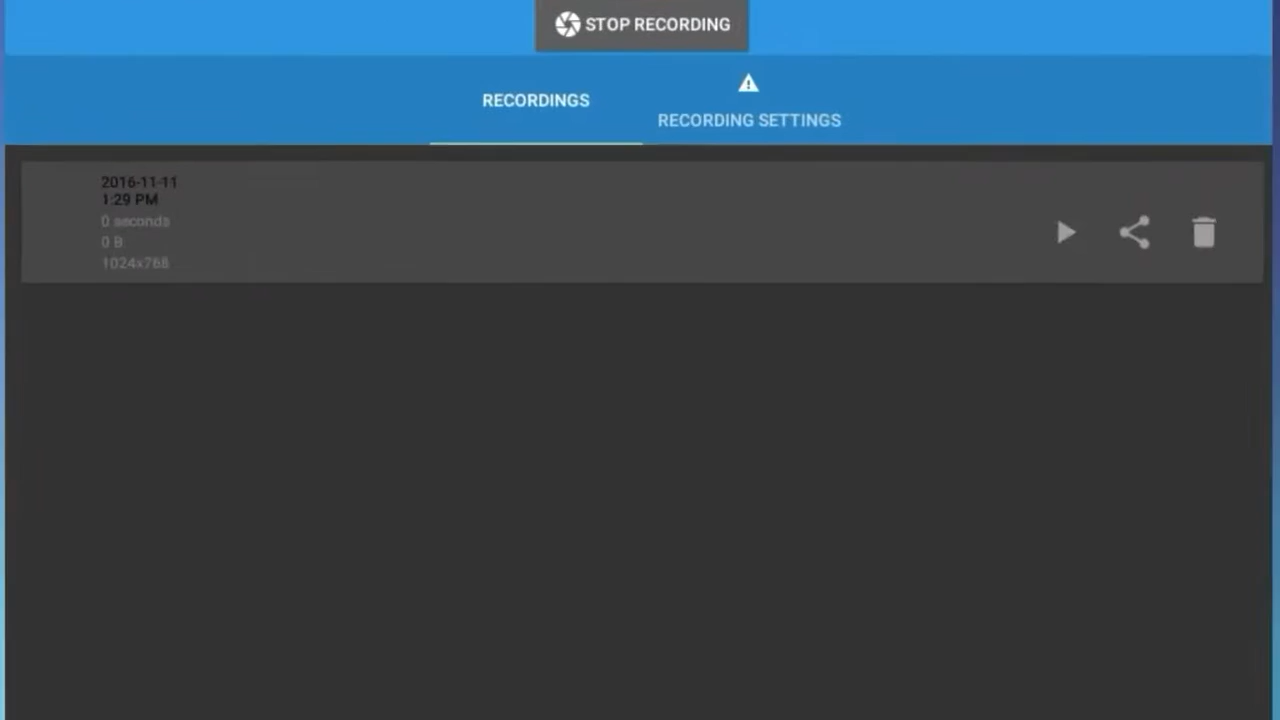 STOP RECORDING
RECORDINGS
RECORDING SETTINGS
2016-11-11
1:29 PM
0 seconds
0 B
1024x768